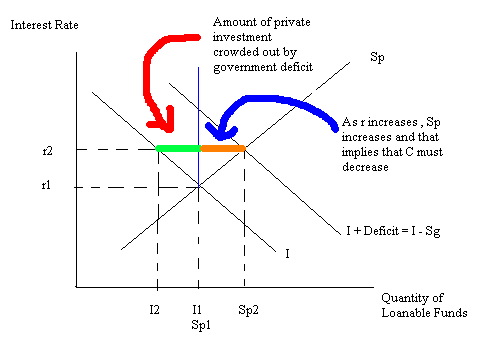 Interest Rate
Amount of private
investment
crowded out by
government deficit
Sp
As r increases , Sp
increases and that
implies that C must
decrease
r2
r1
I + Deficit = I - Sg
I
I2
I1
Sp2
Sp1
Quantity of
Loanable Funds